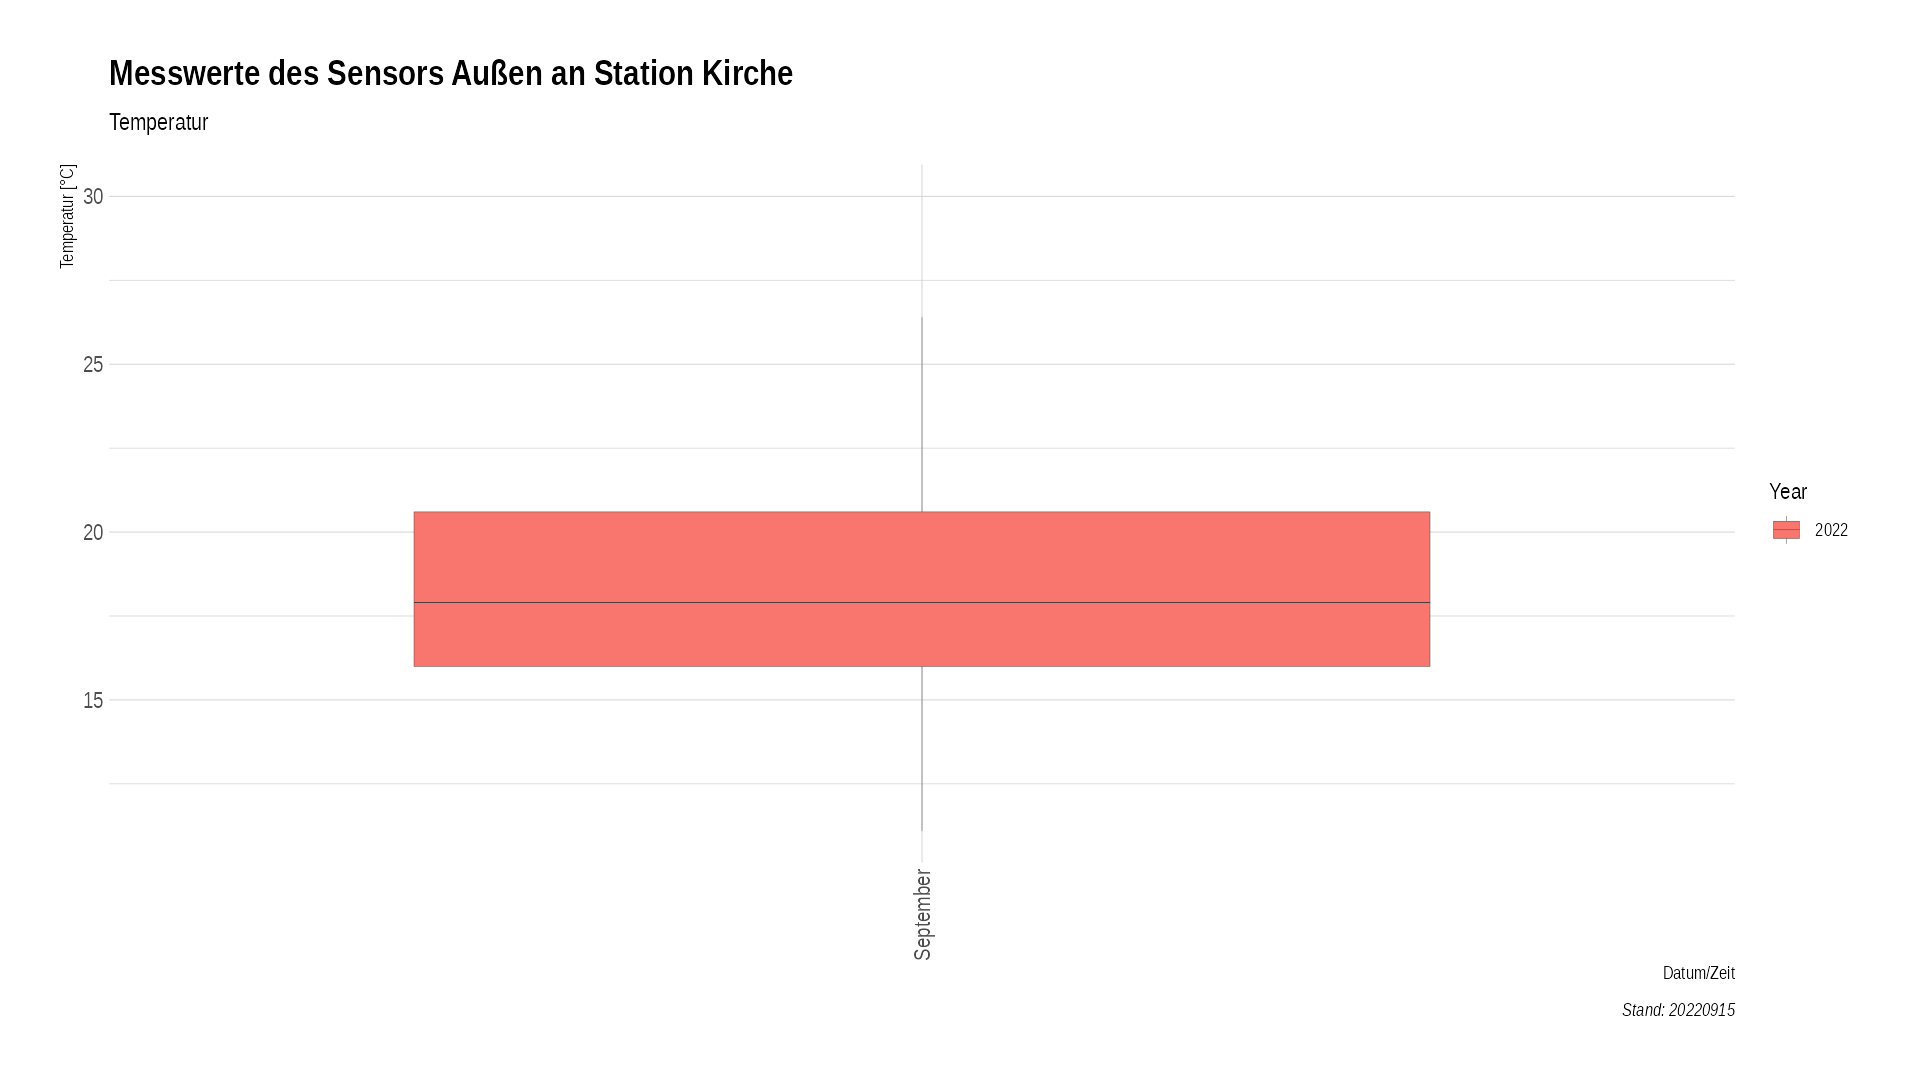 Messwerte des Sensors Außen an Station Kirche
Temperatur
Temperatur [°C]
30
25
20
15
September
Datum/Zeit
Stand: 20220915
Year
2022